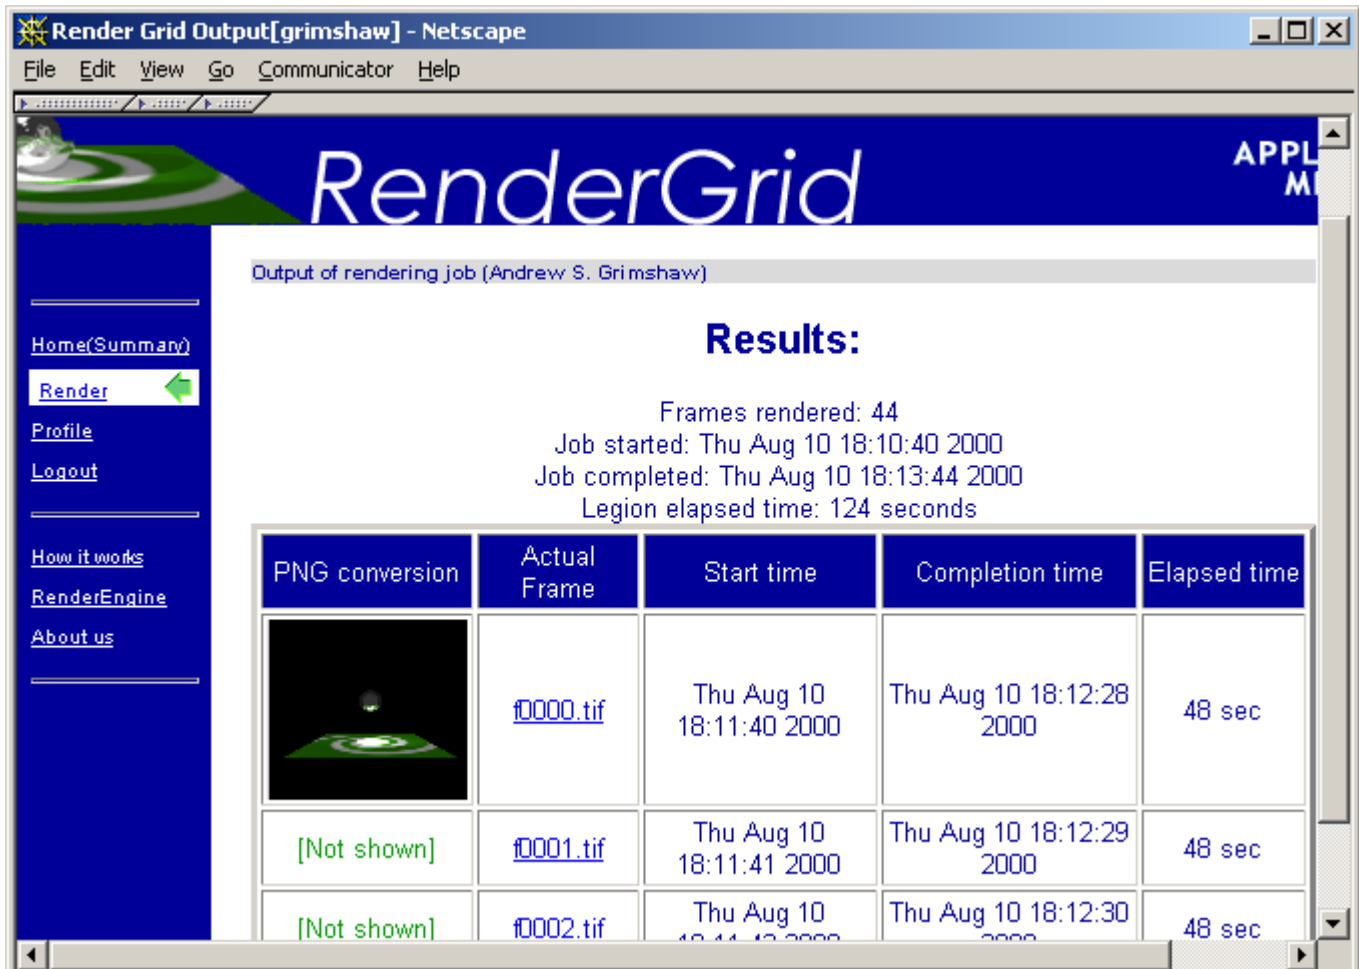 Render Grid Output[grimshaw] - Netscape
File Edit View Go Communicator Help
RenderGrid
Output of rendering job (Andrew S. Grimshaw)
Home(Summary)
Render
Profile
Logout
How it works
RenderEngine
About us
Results:
Frames rendered: 44
Job started: Thu Aug 10 18:10:40 2000
Job completed: Thu Aug 10 18:13:44 2000
Legion elapsed time: 124 seconds
PNG conversion
Actual
Frame
Start time
Completion time
Elapsed time
f0000.tif
Thu Aug 10
18:11:40 2000
Thu Aug 10 18:12:28
2000
48 sec
[Not shown]
f0001.tif
Thu Aug 10
18:11:41 2000
Thu Aug 10 18:12:29
2000
48 sec
[Not shown]
f0002.tif
Thu Aug 10
Thu Aug 10 18:12:30
48 sec